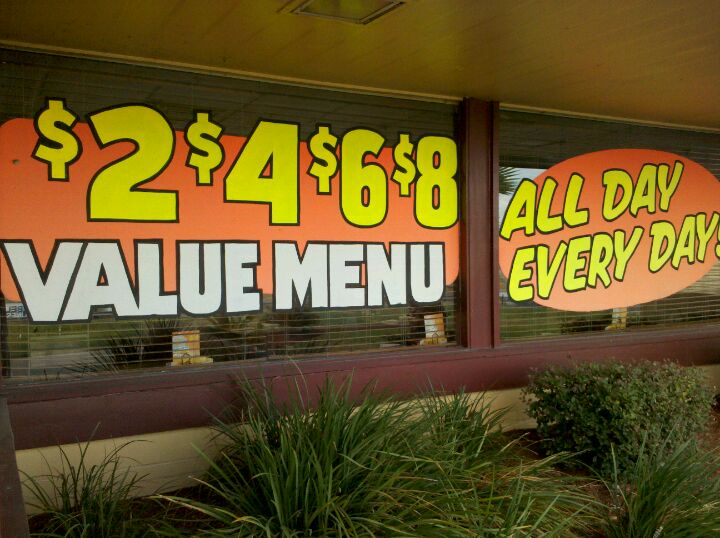 $2 $4 $6 $8
VALUE MENU
ALL DAY
EVERY DAY!